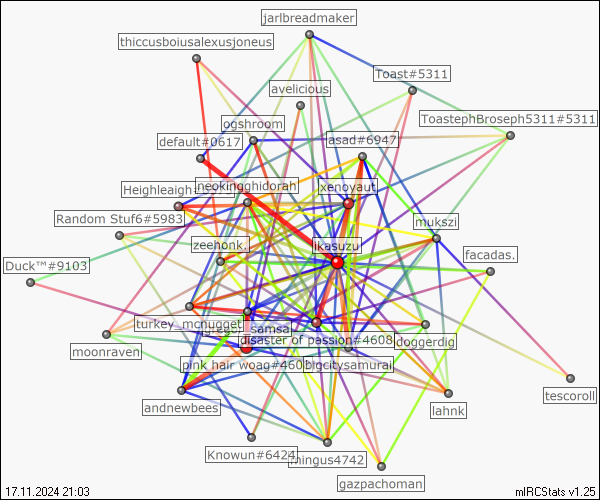 jarlbreadmaker
thiccusboiusalexusjoneus
Toast#5311
avelicious
ToastephBroseph5311#5311
ogshroom
asad#6947
default#0617
neokingghidorah
xenoyaut
Heighleaigh
Random Stuf6#5983
mukszi
zeehonk.
ikasuzu
facadas.
Duck™#9103
turkey_mcnugget
samsa
disaster of passion#4608
doggerdig
moonraven
pink hair woag#460
bigcitysamurai
tescoroll
andnewbees
lahnk
Knowun#6424
mingus4742
gazpachoman
17.11.2024 21:03
mIRCStats v1.25